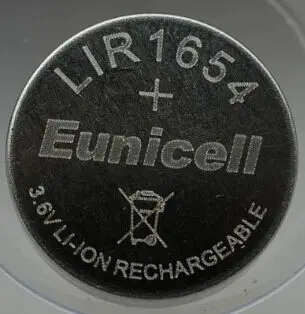 LIR1654
+
Eunicell
3.6V LI-ION RECHARGEABLE